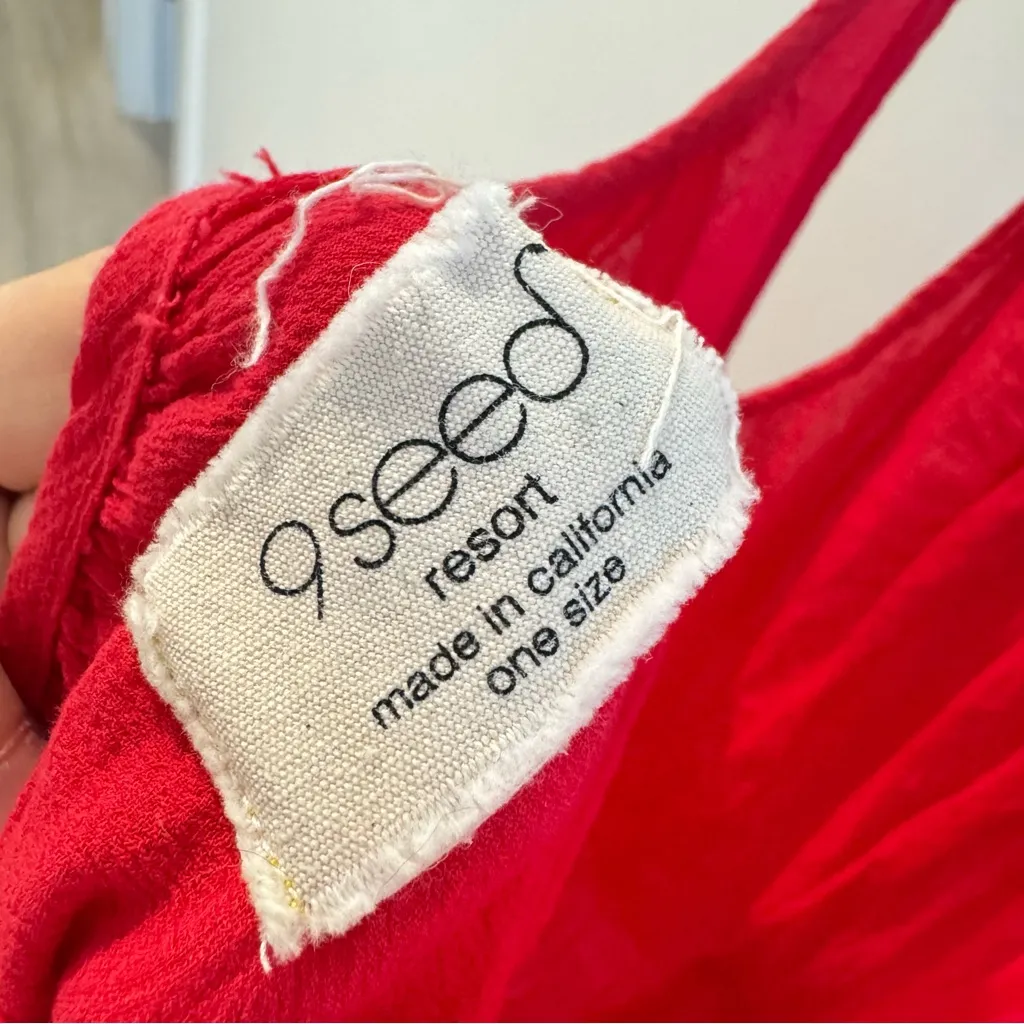 9seed
resort
made in california
one size